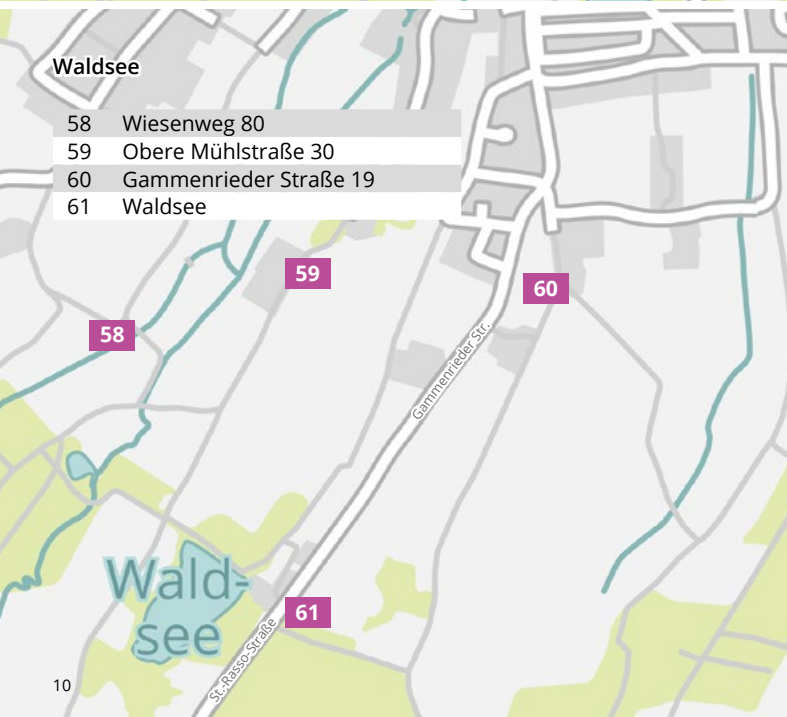 Waldsee
58 Wiesenweg 80
59 Obere Mühlstraße 30
60 Gammenrieder Straße 19
61 Waldsee
59
60
58
Gammenrieder Str.
Wald-
see
61
St.-Rasso-Straße
10